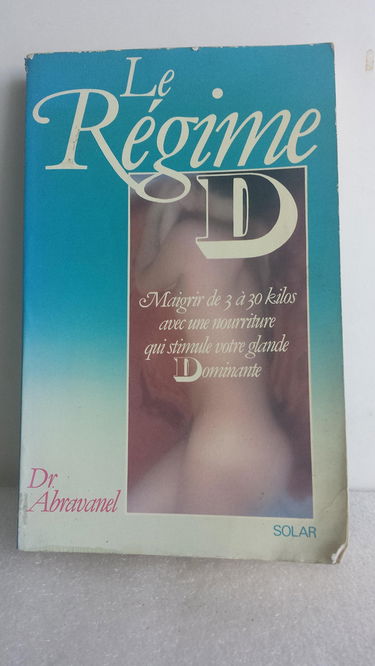 Le
Régime
D
Maigrir de 3 à 30 kilos
avec une nourriture
qui stimule votre glande
Dominante
Dr.
Abravanel
SOLAR